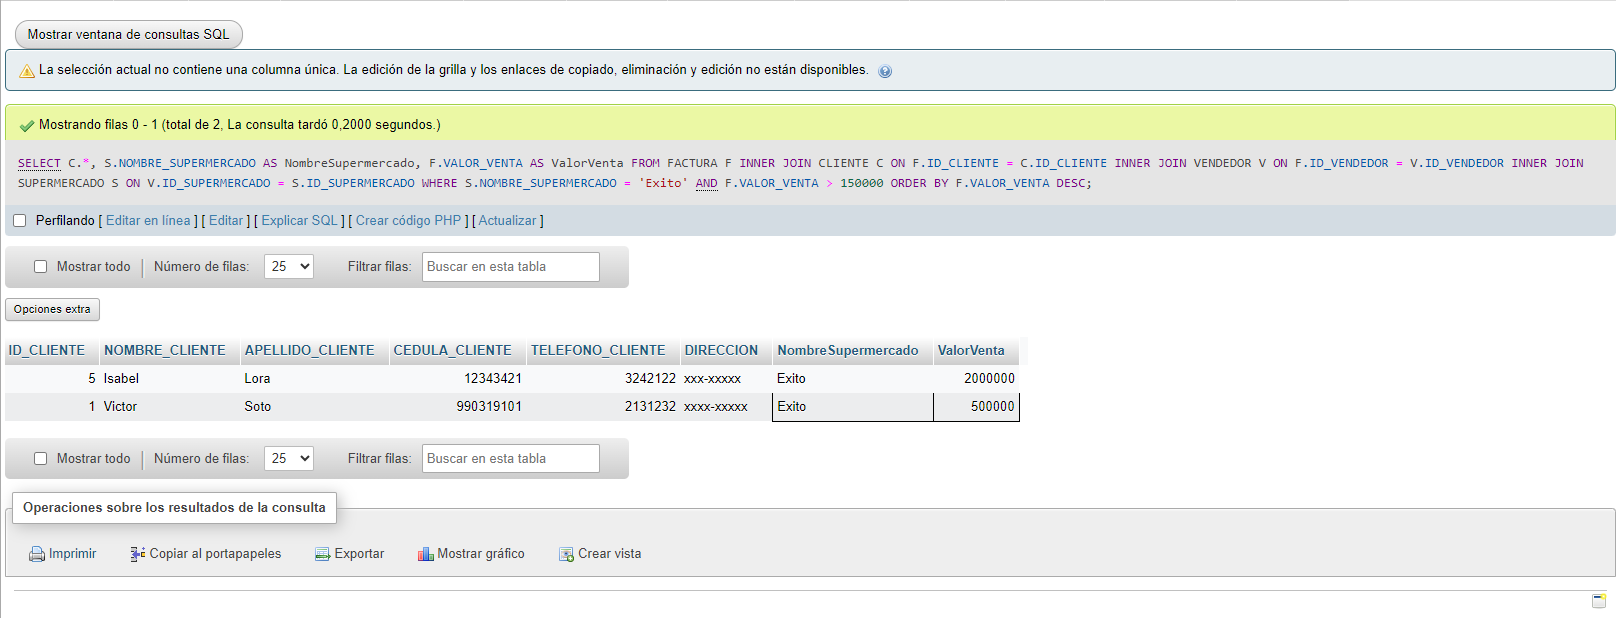 Mostrar ventana de consultas SQL
La selección actual no contiene una columna única. La edición de la grilla y los enlaces de copiado, eliminación y edición no están disponibles.
Mostrando filas 0 - 1 (total de 2, La consulta tardó 0,2000 segundos.)
SELECT C.*, S.NOMBRE_SUPERMERCADO AS NombreSupermercado, F.VALOR_VENTA AS ValorVenta FROM FACTURA F INNER JOIN CLIENTE C ON F.ID_CLIENTE = C.ID_CLIENTE INNER JOIN VENDEDOR V ON F.ID_VENDEDOR = V.ID_VENDEDOR INNER JOIN
SUPERMERCADO S ON V.ID_SUPERMERCADO = S.ID_SUPERMERCADO WHERE S.NOMBRE_SUPERMERCADO = 'Exito' AND F.VALOR_VENTA > 150000 ORDER BY F.VALOR_VENTA DESC;
Perfilando [ Editar en línea ] [ Editar ] [ Explicar SQL ] [ Crear código PHP ] [ Actualizar ]
Mostrar todo | Número de filas: 25 Filtrar filas: Buscar en esta tabla
Opciones extra
ID_CLIENTE NOMBRE_CLIENTE APELLIDO_CLIENTE CEDULA_CLIENTE TELEFONO_CLIENTE DIRECCION NombreSupermercado ValorVenta
5 Isabel Lora 12343421 3242122 xxx-xxxxx Exito 2000000
1 Victor Soto 990319101 2131232 xxxx-xxxxx Exito 500000
Mostrar todo | Número de filas: 25 Filtrar filas: Buscar en esta tabla
Operaciones sobre los resultados de la consulta
Imprimir Copiar al portapapeles Exportar Mostrar gráfico Crear vista